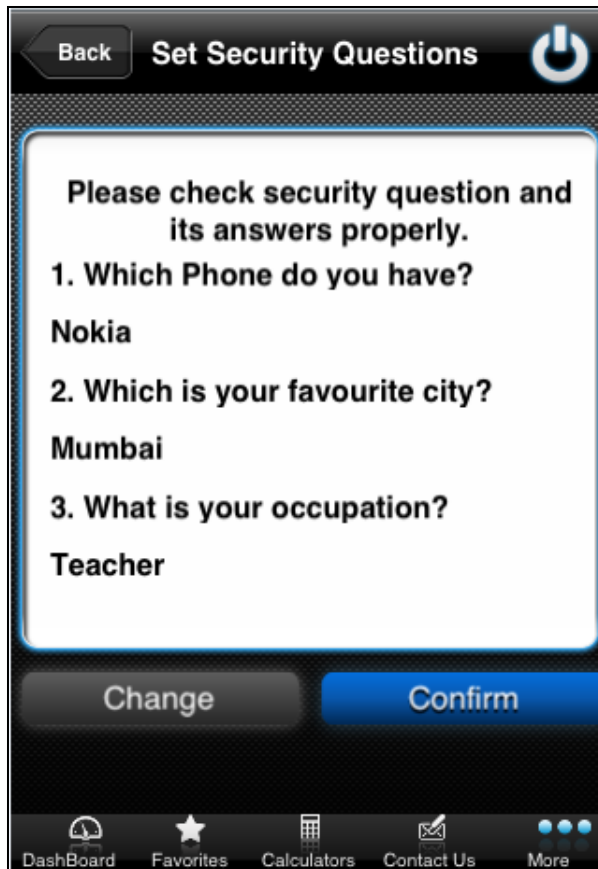 Back
Set Security Questions
Please check security question and
its answers properly.
1. Which Phone do you have?
Nokia
2. Which is your favourite city?
Mumbai
3. What is your occupation?
Teacher
Change
Confirm
DashBoard
Favorites
Calculators
Contact Us
More